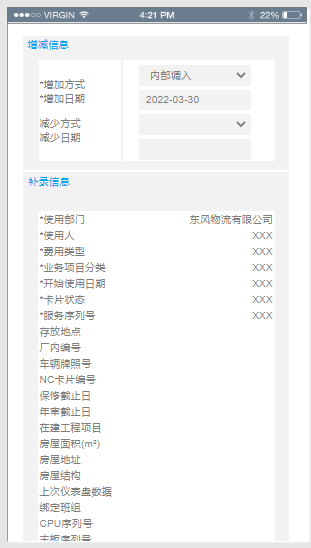 VIRGIN 4:21 PM 22%
增减信息
*增加方式 内部调入
*增加日期 2022-03-30
减少方式
减少日期
补录信息
*使用部门 东风物流有限公司
*使用人 XXX
*费用类型 XXX
*业务项目分类 XXX
*开始使用日期 XXX
*卡片状态 XXX
*服务序列号 XXX
存放地点
厂内编号
车辆牌照号
NC卡片编号
保修截止日
年审截止日
在建工程项目
房屋面积(m²)
房屋地址
房屋结构
上次仪表盘数据
绑定班组
CPU序列号
主板序列号